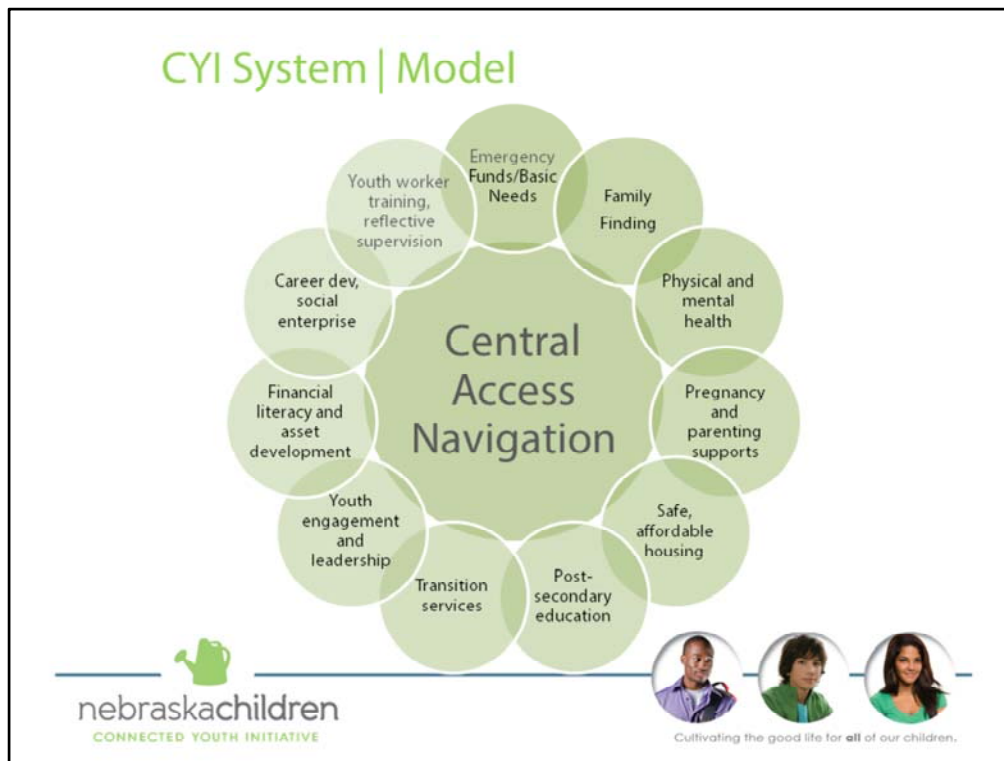 CYI System | Model
Emergency
Funds/Basic
Needs
Family
Finding
Physical and
mental
health
Pregnancy
and
parenting
supports
Safe,
affordable
housing
Post-
secondary
education
Transition
services
Youth
engagement
and
leadership
Financial
literacy and
asset
development
Career dev,
social
enterprise
Youth worker
training,
reflective
supervision
Central
Access
Navigation
nebraskachildren
CONNECTED YOUTH INITIATIVE
Cultivating the good life for all of our children.